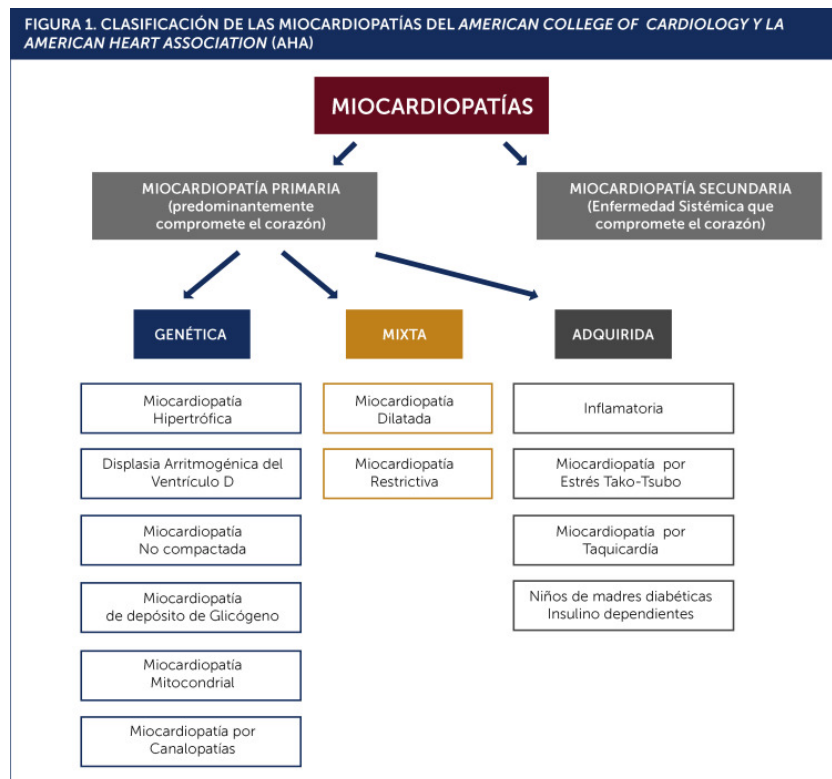 FIGURA 1. CLASIFICACIÓN DE LAS MIOCARDIOPATÍAS DEL AMERICAN COLLEGE OF CARDIOLOGY Y LA
AMERICAN HEART ASSOCIATION (AHA)
MIOCARDIOPATÍAS
MIOCARDIOPATÍA PRIMARIA
(predominantemente
compromete el corazón)
MIOCARDIOPATÍA SECUNDARIA
(Enfermedad Sistémica que
compromete el corazón)
GENÉTICA
Miocardiopatía
Hipertrófica
Displasia Arritmogénica del
Ventrículo D
Miocardiopatía
No compactada
Miocardiopatía
de depósito de Glicógeno
Miocardiopatía
Mitocondrial
Miocardiopatía por
Canalopatías
MIXTA
Miocardiopatía
Dilatada
Miocardiopatía
Restrictiva
ADQUIRIDA
Inflamatoria
Miocardiopatía por
Estrés Tako-Tsubo
Miocardiopatía por
Taquicardía
Niños de madres diabéticas
Insulino dependientes